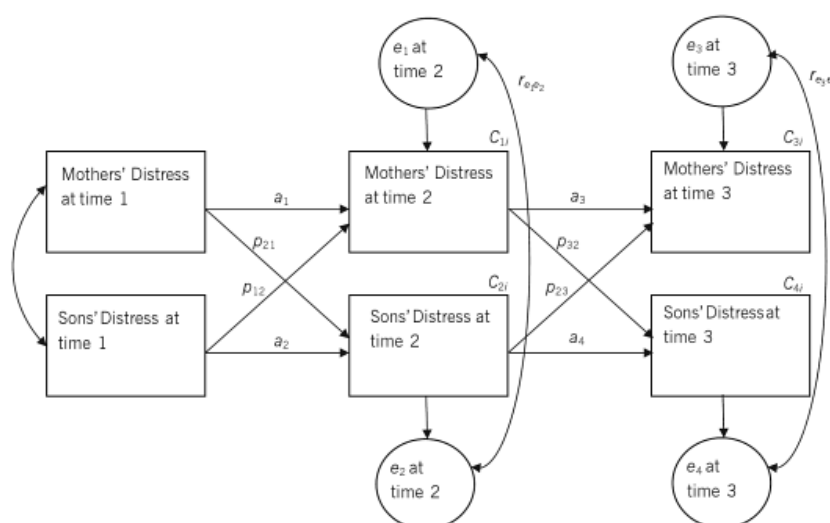 e1 at
time 2
e3 at
time 3
re1e2
C1i
C3i
Mothers' Distress
at time 1
Mothers' Distress
at time 2
Mothers' Distress
at time 3
a1
a3
p21
p32
p12
p23
C2i
C4i
Sons' Distress at
time 1
Sons' Distress at
time 2
Sons' Distress at
time 3
a2
a4
e2 at
time 2
e4 at
time 3